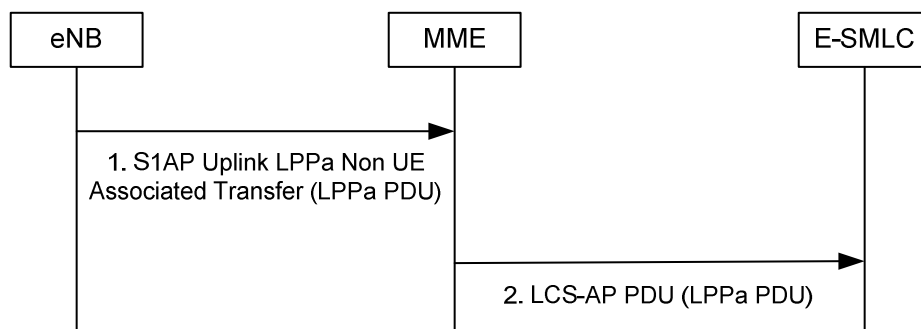 eNB
MME
E-SMLC
1. S1AP Uplink LPPa Non UE
Associated Transfer (LPPa PDU)
2. LCS-AP PDU (LPPa PDU)